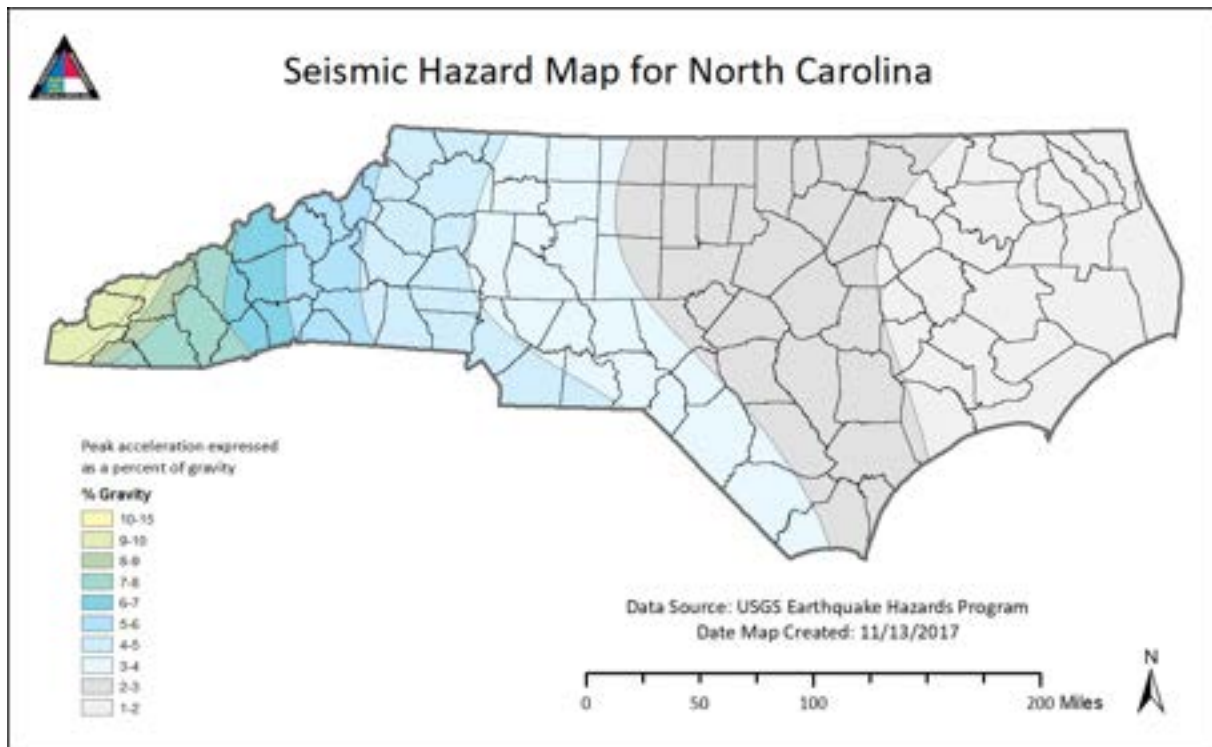 Seismic Hazard Map for North Carolina
Peak acceleration expressed
as a percent of gravity
% Gravity
10-15
9-10
8-9
7-8
6-7
5-6
4-5
3-4
2-3
1-2
Data Source: USGS Earthquake Hazards Program
Date Map Created: 11/13/2017
N
0 50 100 200 Miles